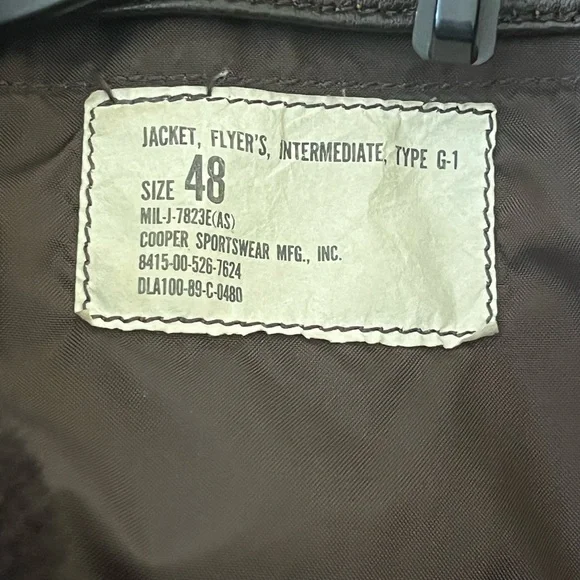 JACKET, FLYER'S, INTERMEDIATE, TYPE G-1
SIZE 48
MIL-J-7823E(AS)
COOPER SPORTSWEAR MFG., INC.
8415-00-526-7624
DLA100-89-C-0480